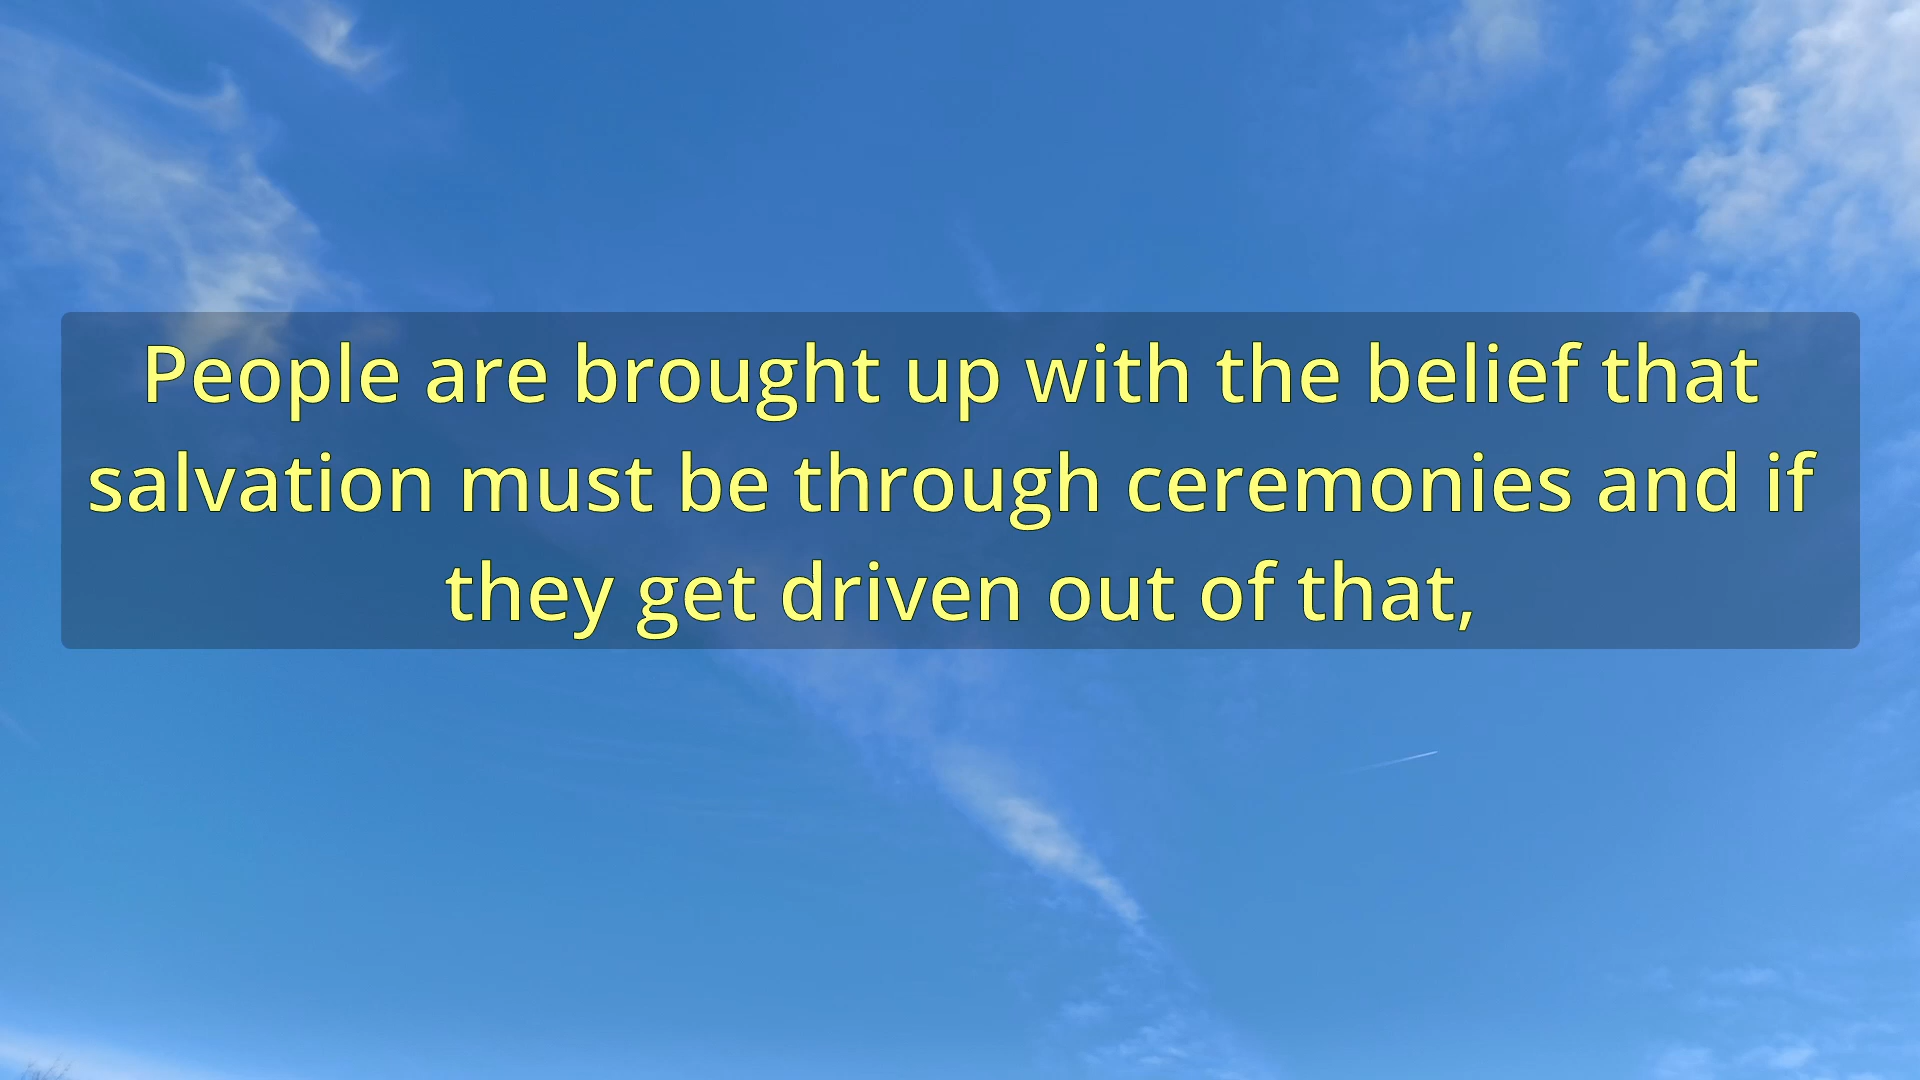 People are brought up with the belief that
salvation must be through ceremonies and if
they get driven out of that,